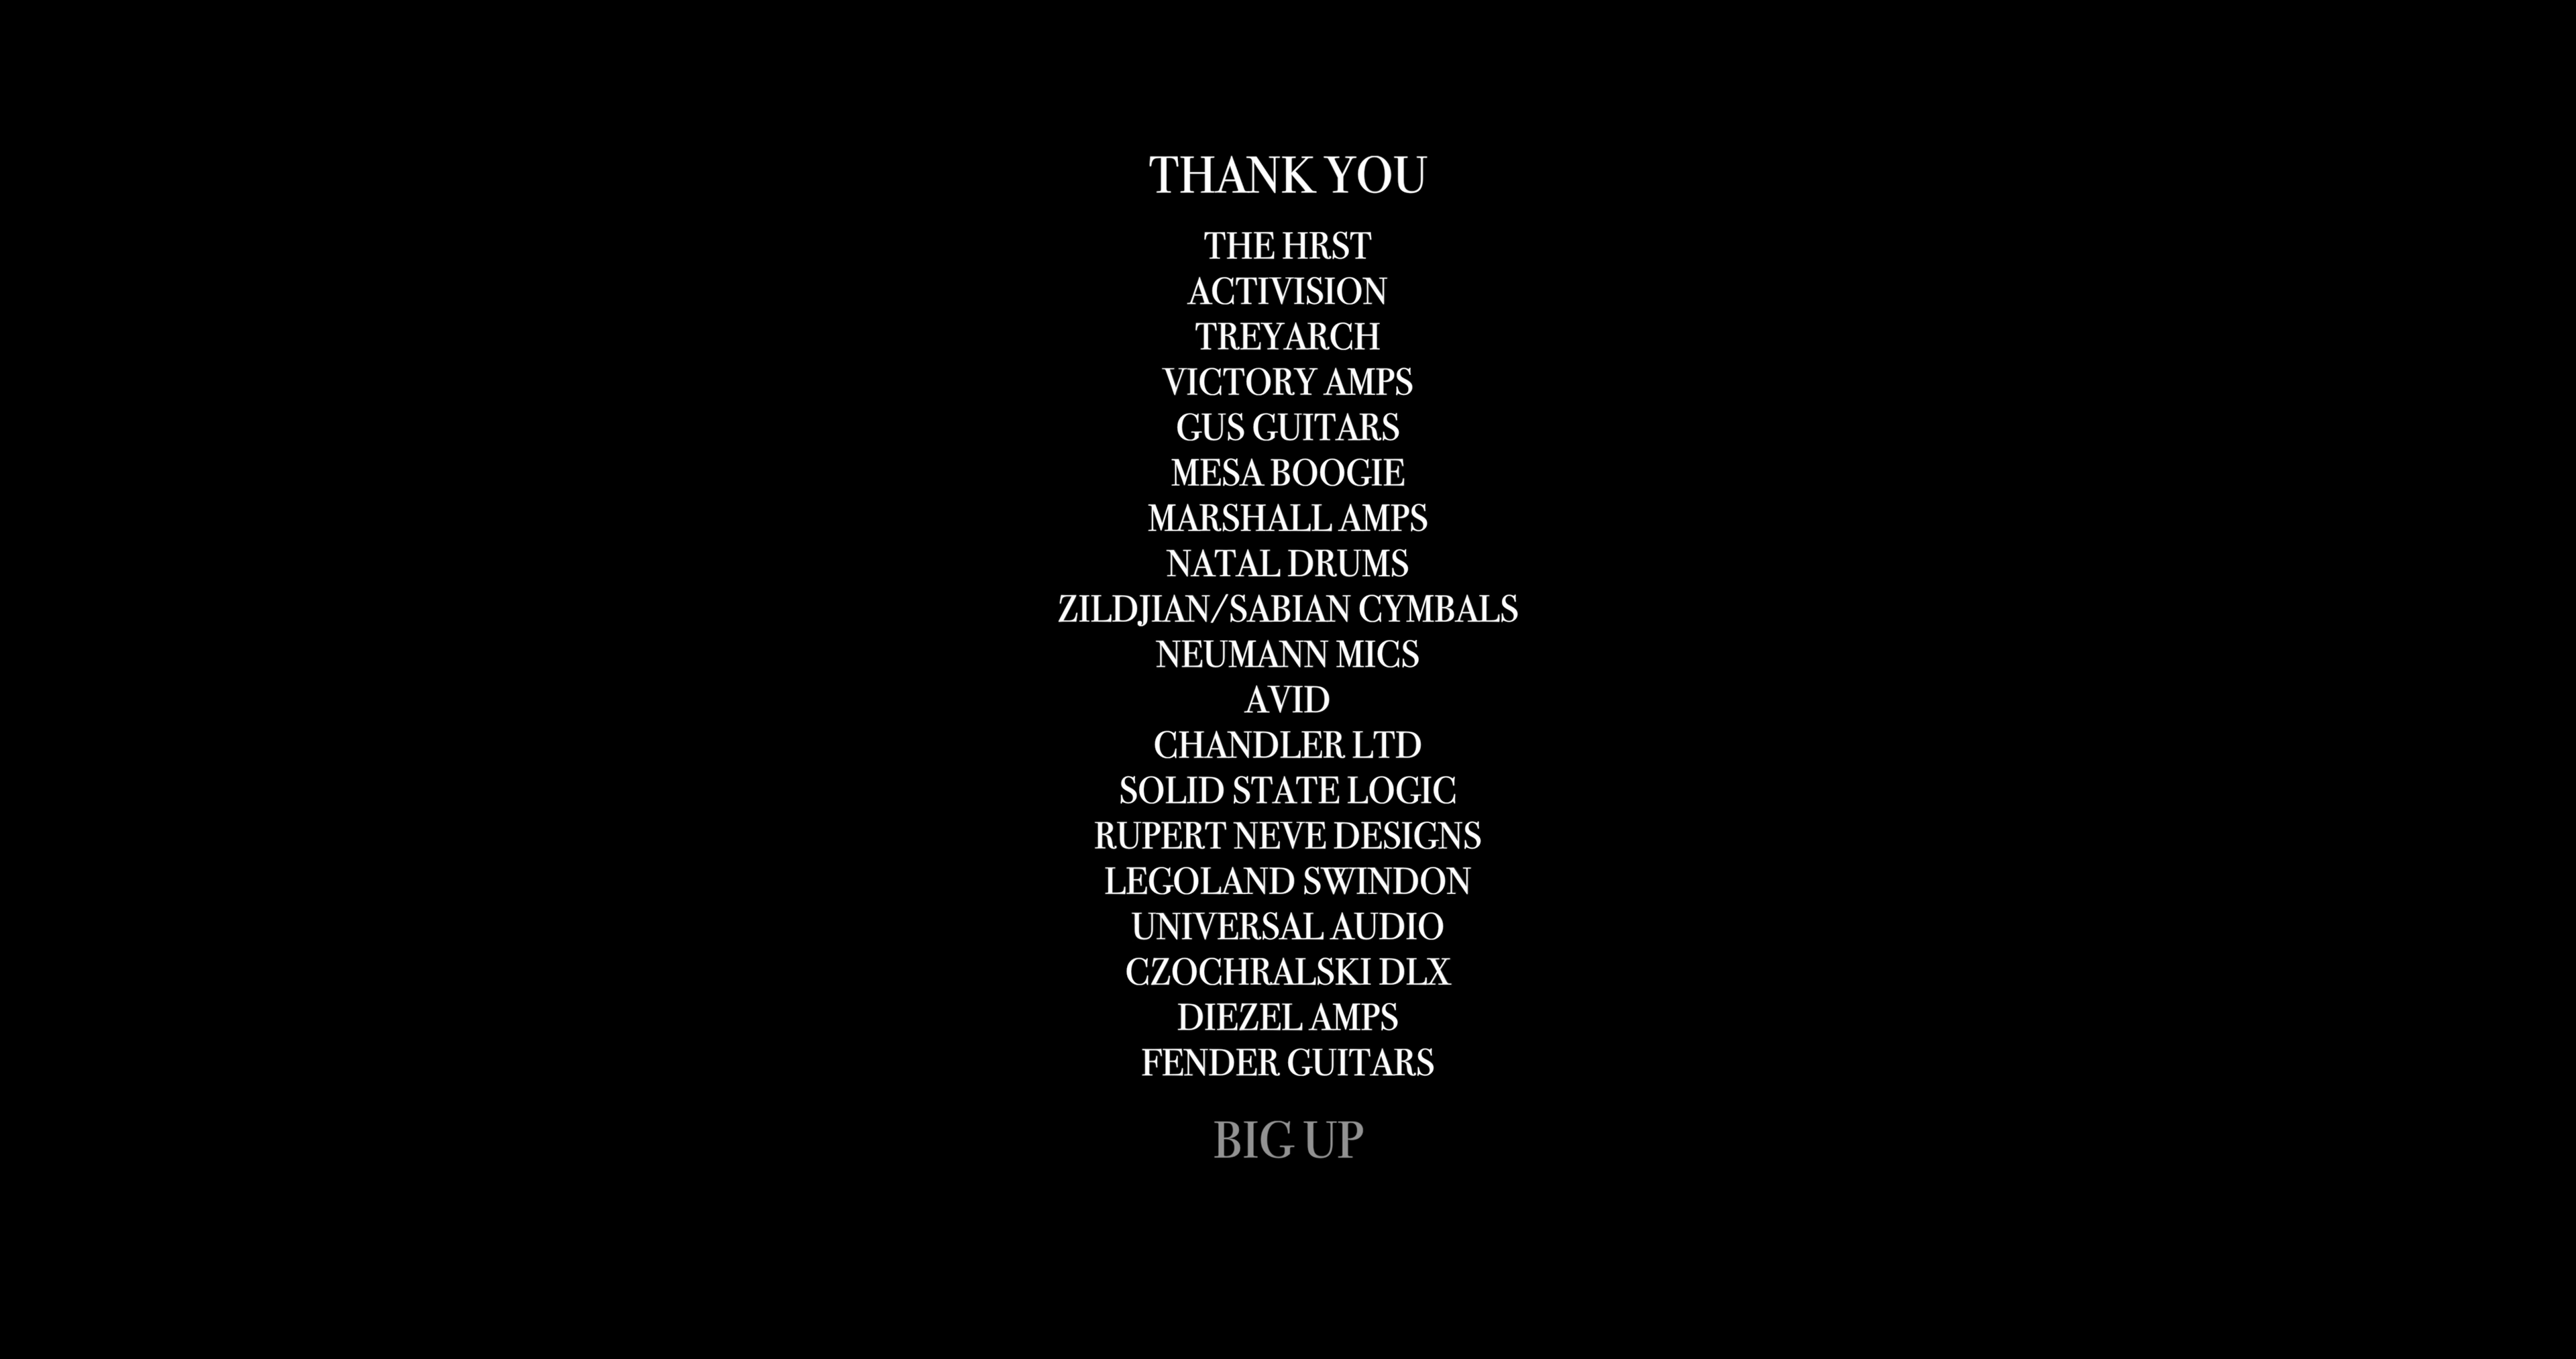 THANK YOU
THE HRST
ACTIVISION
TREYARCH
VICTORY AMPS
GUS GUITARS
MESA BOOGIE
MARSHALL AMPS
NATAL DRUMS
ZILDJIAN/SABIAN CYMBALS
NEUMANN MICS
AVID
CHANDLER LTD
SOLID STATE LOGIC
RUPERT NEVE DESIGNS
LEGOLAND SWINDON
UNIVERSAL AUDIO
CZOCHRALSKI DLX
DIEZEL AMPS
FENDER GUITARS
BIG UP